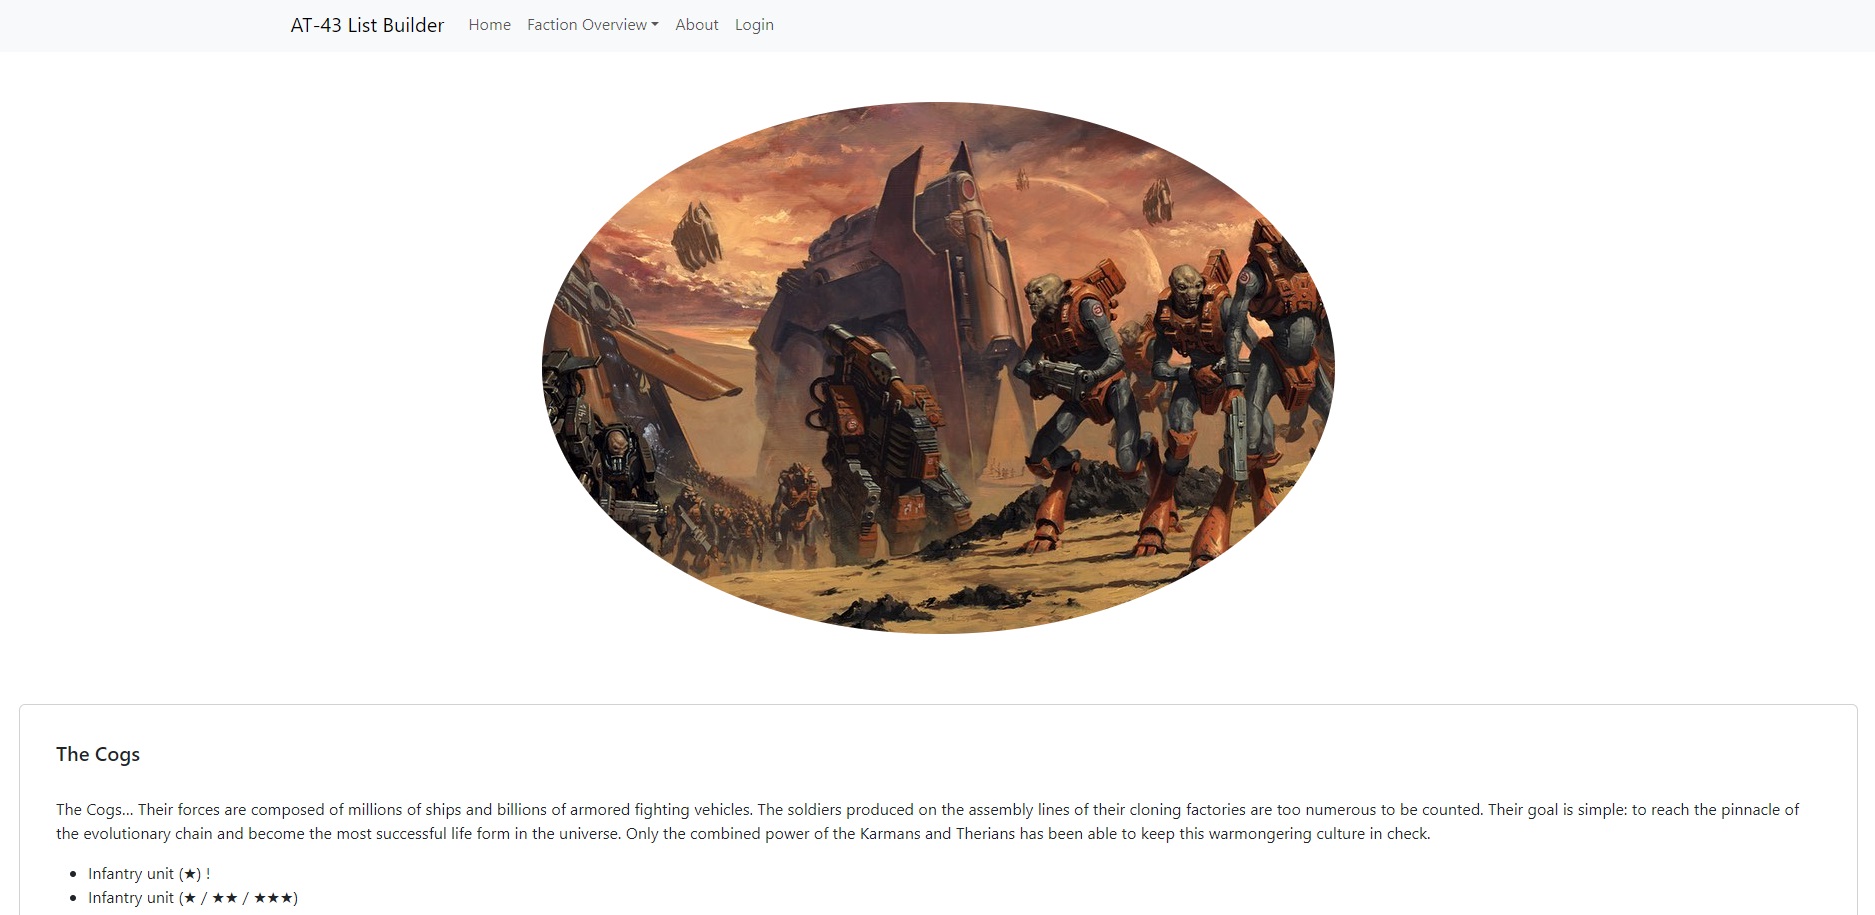 AT-43 List Builder Home Faction Overview About Login
The Cogs
The Cogs... Their forces are composed of millions of ships and billions of armored fighting vehicles. The soldiers produced on the assembly lines of their cloning factories are too numerous to be counted. Their goal is simple: to reach the pinnacle of
the evolutionary chain and become the most successful life form in the universe. Only the combined power of the Karmans and Therians has been able to keep this warmongering culture in check.
• Infantry unit (★) !
• Infantry unit (★ / ★★ / ★★★)